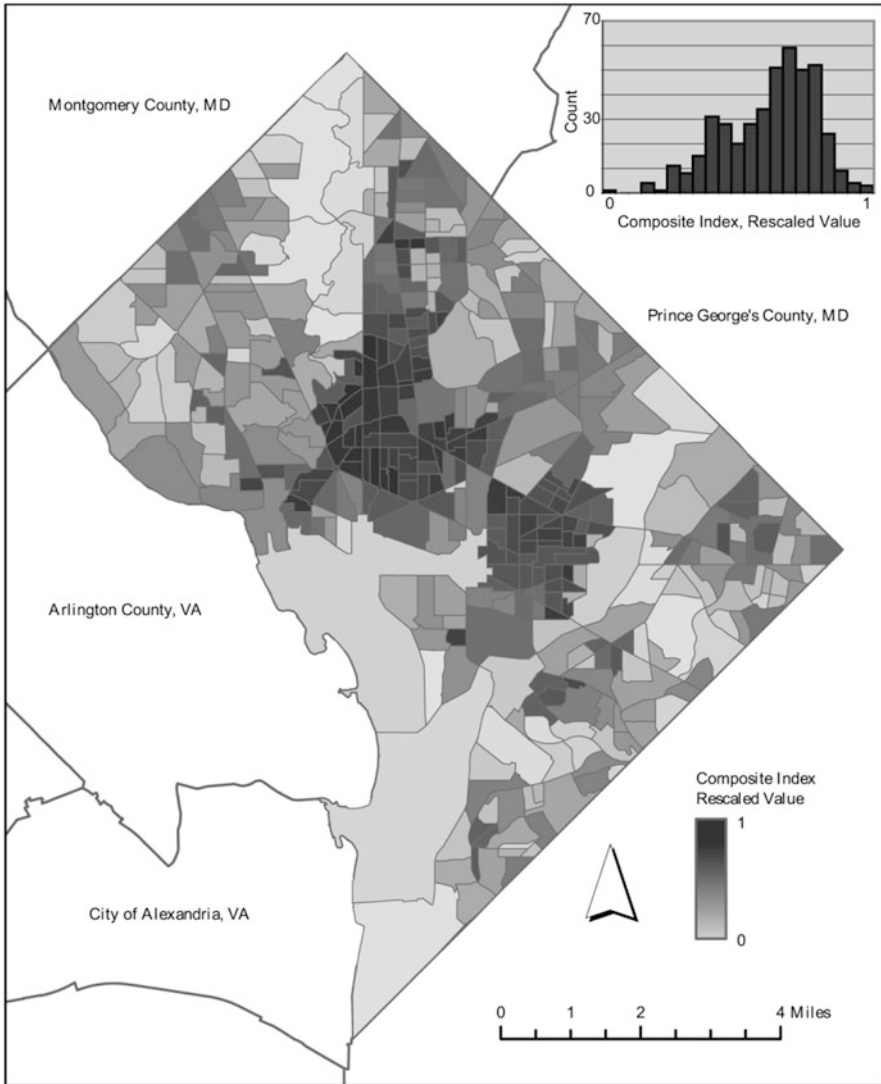 70
Montgomery County, MD
Count
30
0
0
1
Composite Index, Rescaled Value
Prince George's County, MD
Arlington County, VA
Composite Index
Rescaled Value
1
0
City of Alexandria, VA
0 1 2 4 Miles